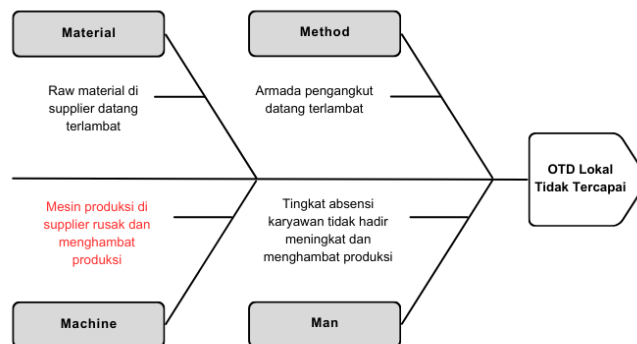 Material
Method
Raw material di
supplier datang
terlambat
Armada pengangkut
datang terlambat
OTD Lokal
Tidak Tercapai
Mesin produksi di
supplier rusak dan
menghambat
produksi
Tingkat absensi
karyawan tidak hadir
meningkat dan
menghambat produksi
Machine
Man